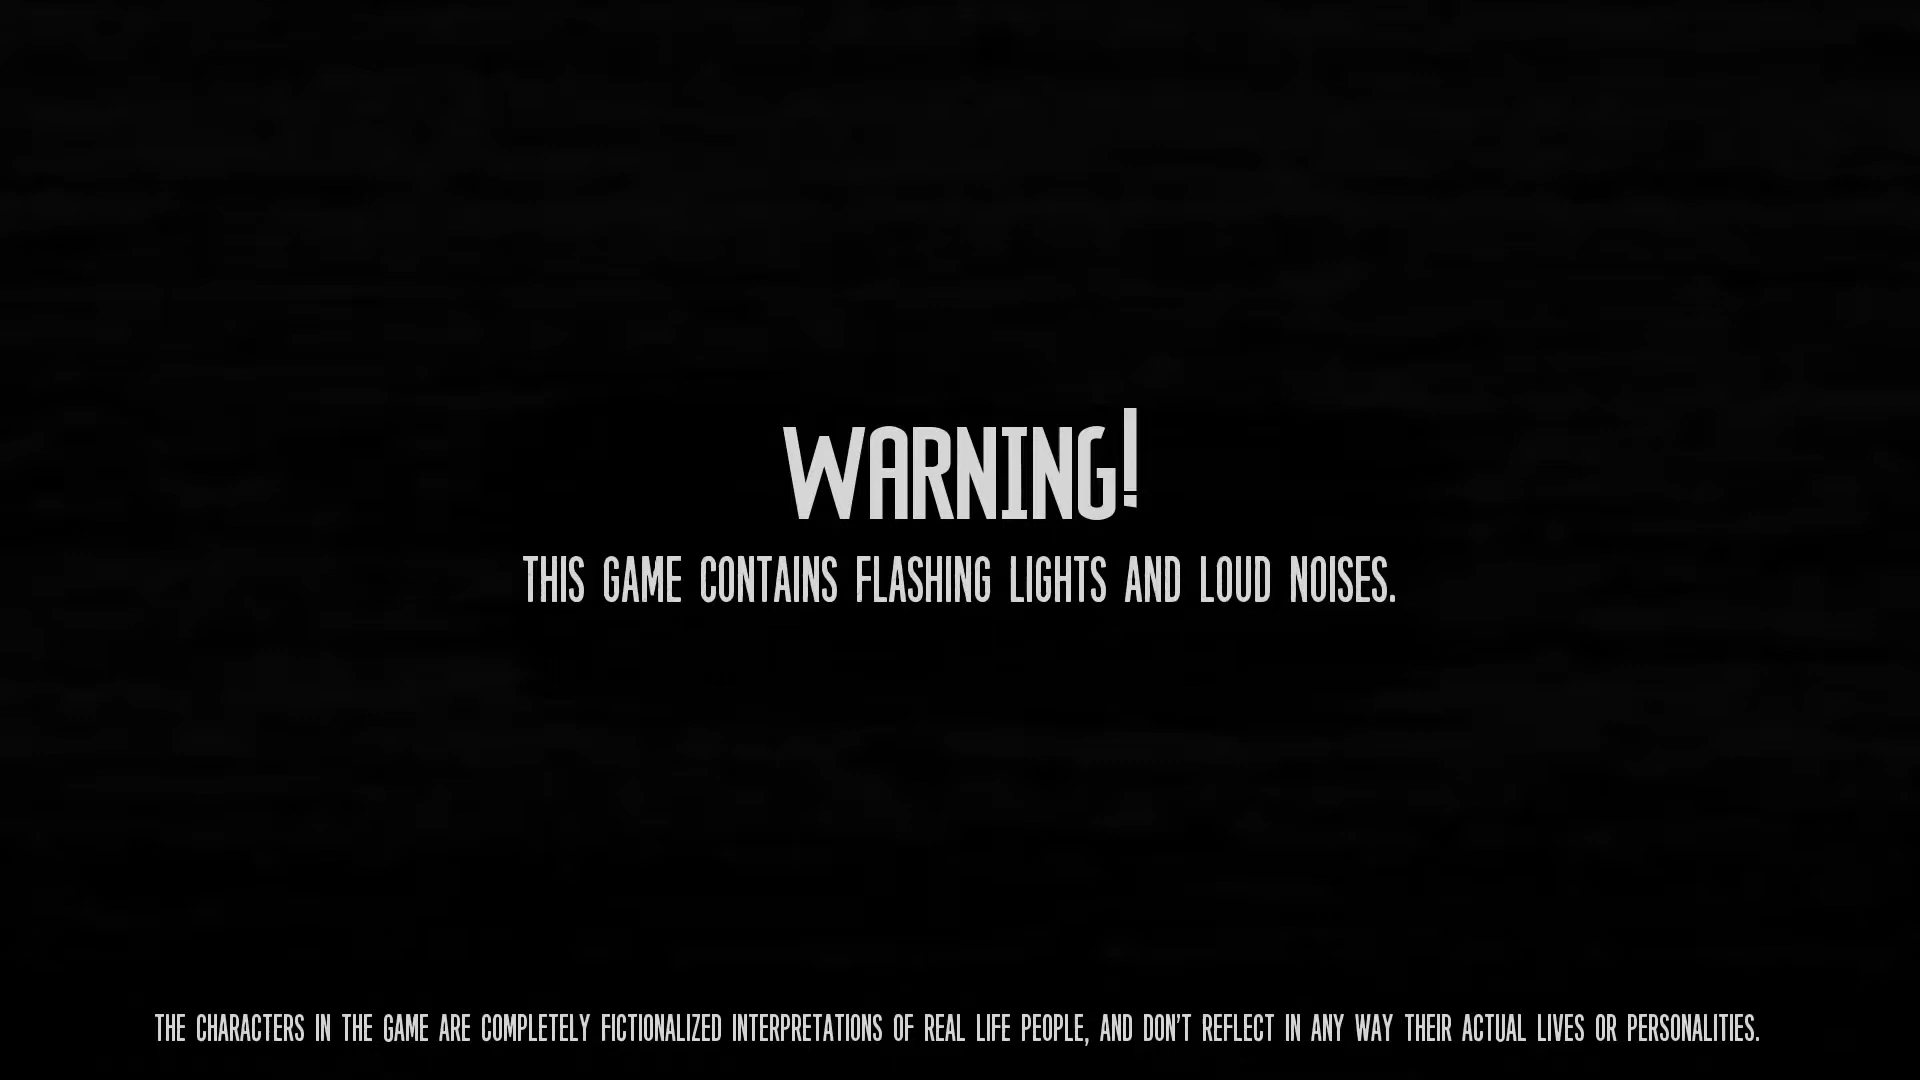 WARNING!
THIS GAME CONTAINS FLASHING LIGHTS AND LOUD NOISES.
THE CHARACTERS IN THE GAME ARE COMPLETELY FICTIONALIZED INTERPRETATIONS OF REAL LIFE PEOPLE, AND DON'T REFLECT IN ANY WAY THEIR ACTUAL LIVES OR PERSONALITIES.